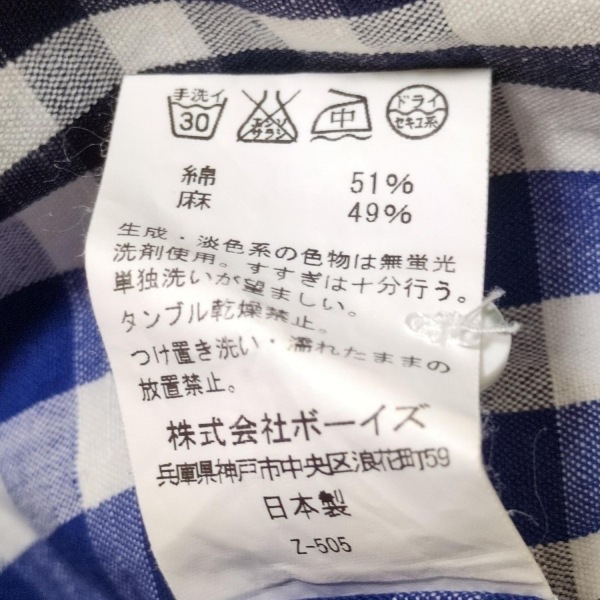 手洗イ
30
エンソ
サラシ
中
ドライ
セキユ系
綿 51%
麻 49%
生成・淡色系の色物は無蛍光
洗剤使用。すすぎは十分行う。
単独洗いが望ましい。
タンブル乾燥禁止。
つけ置き洗い・濡れたままの
放置禁止。
株式会社ボーイズ
兵庫県神戸市中央区浪花町59
日本製
Z-505